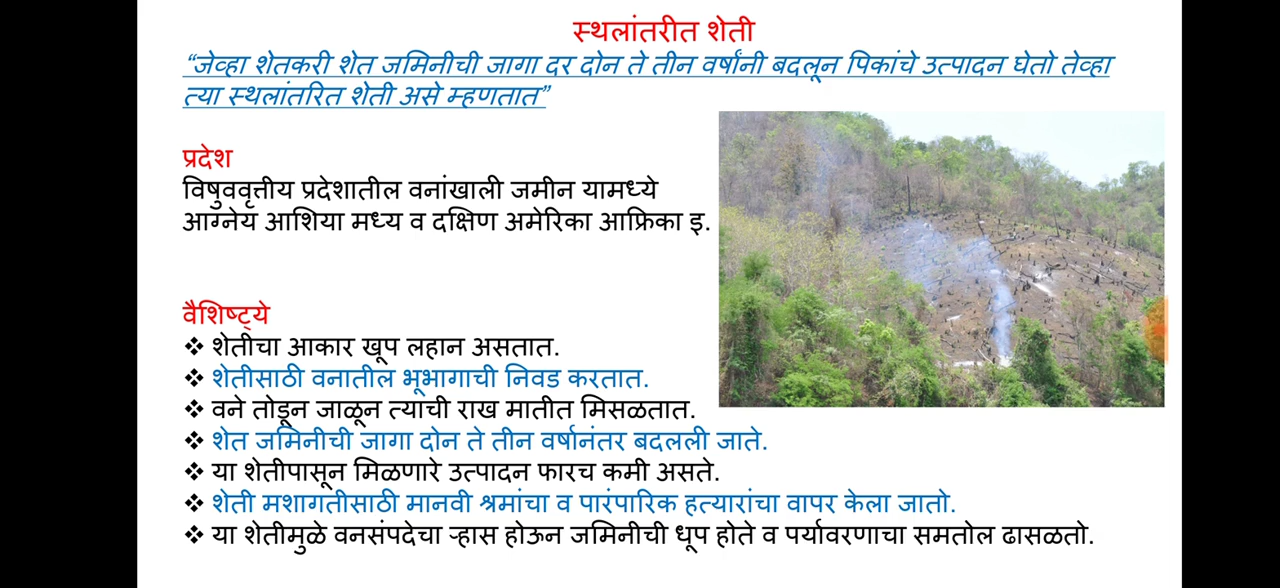 स्थलांतरीत शेती
“जेव्हा शेतकरी शेत जमिनीची जागा दर दोन ते तीन वर्षांनी बदलून पिकांचे उत्पादन घेतो तेव्हा
त्या स्थलांतरित शेती असे म्हणतात”
प्रदेश
विषुववृत्तीय प्रदेशातील वनांखाली जमीन यामध्ये
आग्नेय आशिया मध्य व दक्षिण अमेरिका आफ्रिका इ.
वैशिष्ट्ये
❖ शेतीचा आकार खूप लहान असतात.
❖ शेतीसाठी वनातील भूभागाची निवड करतात.
❖ वने तोडून जाळून त्याची राख मातीत मिसळतात.
❖ शेत जमिनीची जागा दोन ते तीन वर्षानंतर बदलली जाते.
❖ या शेतीपासून मिळणारे उत्पादन फारच कमी असते.
❖ शेती मशागतीसाठी मानवी श्रमांचा व पारंपारिक हत्यारांचा वापर केला जातो.
❖ या शेतीमुळे वनसंपदेचा ऱ्हास होऊन जमिनीची धूप होते व पर्यावरणाचा समतोल ढासळतो.